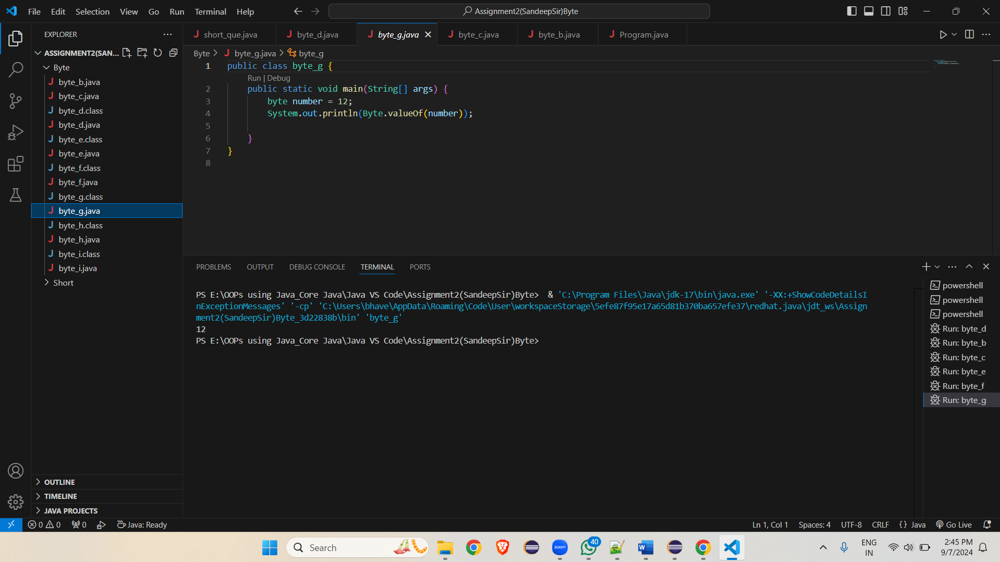 File Edit Selection View Go Run Terminal Help
Assignment2(SandeepSir)Byte
EXPLORER
ASSIGNMENT2(SAN...
Byte
byte_b.java
byte_c.java
byte_d.class
byte_d.java
byte_e.class
byte_e.java
byte_f.class
byte_f.java
byte_g.class
byte_g.java
byte_h.class
byte_h.java
byte_i.class
byte_i.java
Short
OUTLINE
TIMELINE
JAVA PROJECTS
short_que.java byte_d.java byte_g.java byte_c.java byte_b.java Program.java
Byte > byte_g.java > byte_g
1 public class byte_g {
Run | Debug
2 public static void main(String[] args) {
3 byte number = 12;
4 System.out.println(Byte.valueOf(number));
5
6 }
7 }
8
PROBLEMS OUTPUT DEBUG CONSOLE TERMINAL PORTS
PS E:\OOPs using Java_Core Java\Java VS Code\Assignment2(SandeepSir)Byte> & 'C:\Program Files\Java\jdk-17\bin\java.exe' '-XX:+ShowCodeDetailsI
nExceptionMessages' '-cp' 'C:\Users\bhave\AppData\Roaming\Code\User\workspaceStorage\5efe87f95e17a65d81b370ba657efe37\redhat.java\jdt_ws\Assign
ment2(SandeepSir)Byte_3d22838b\bin' 'byte_g'
12
PS E:\OOPs using Java_Core Java\Java VS Code\Assignment2(SandeepSir)Byte>
powershell
powershell
powershell
Run: byte_d
Run: byte_b
Run: byte_c
Run: byte_e
Run: byte_f
Run: byte_g
0 0 0 Java: Ready
Ln 1, Col 1 Spaces: 4 UTF-8 CRLF {} Java Go Live
Search
zoom
40
W
ENG
IN
2:45 PM
9/7/2024